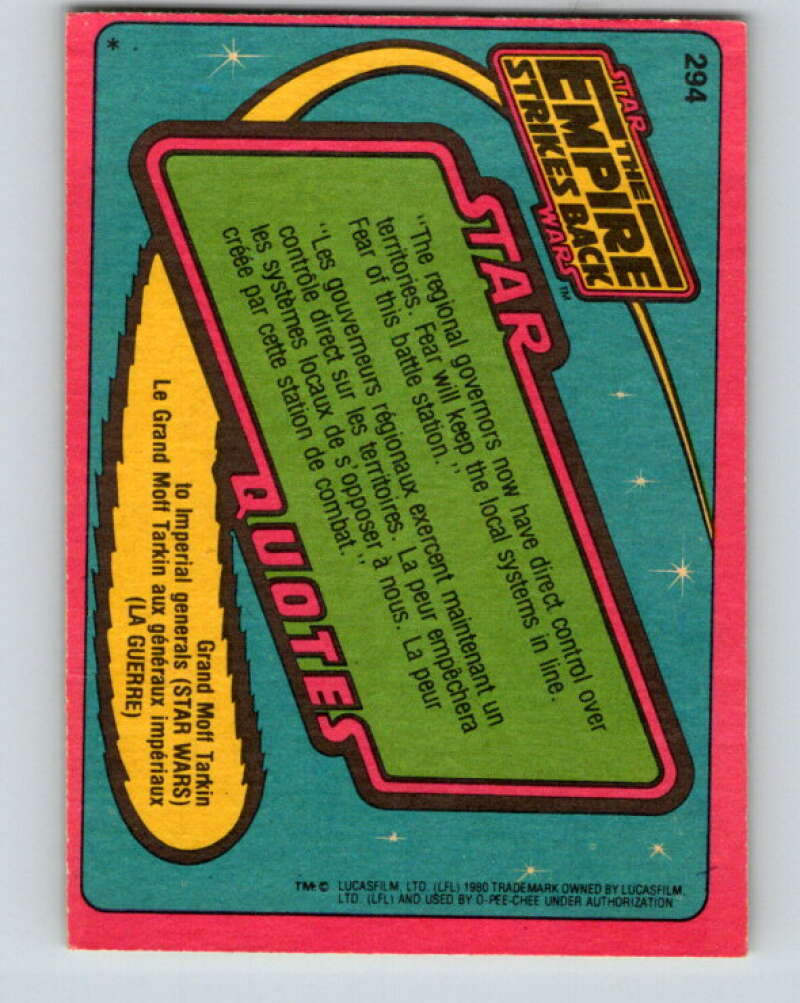 294
STAR
THE
EMPIRE
STRIKES BACK
WARS™
STAR
"The regional governors now have direct control over
territories. Fear will keep the local systems in line.
Fear of this battle station."
"Les gouverneurs régionaux exercent maintenant un
contrôle direct sur les territoires. La peur empêchera
les systèmes locaux de s'opposer à nous. La peur
créée par cette station de combat."
QUOTES
Grand Moff Tarkin
to Imperial generals (STAR WARS)
Le Grand Moff Tarkin aux généraux impériaux
(LA GUERRE)
*
TM: © LUCASFILM, LTD. (LFL) 1980 TRADEMARK OWNED BY LUCASFILM,
LTD. (LFL) AND USED BY O-PEE-CHEE UNDER AUTHORIZATION